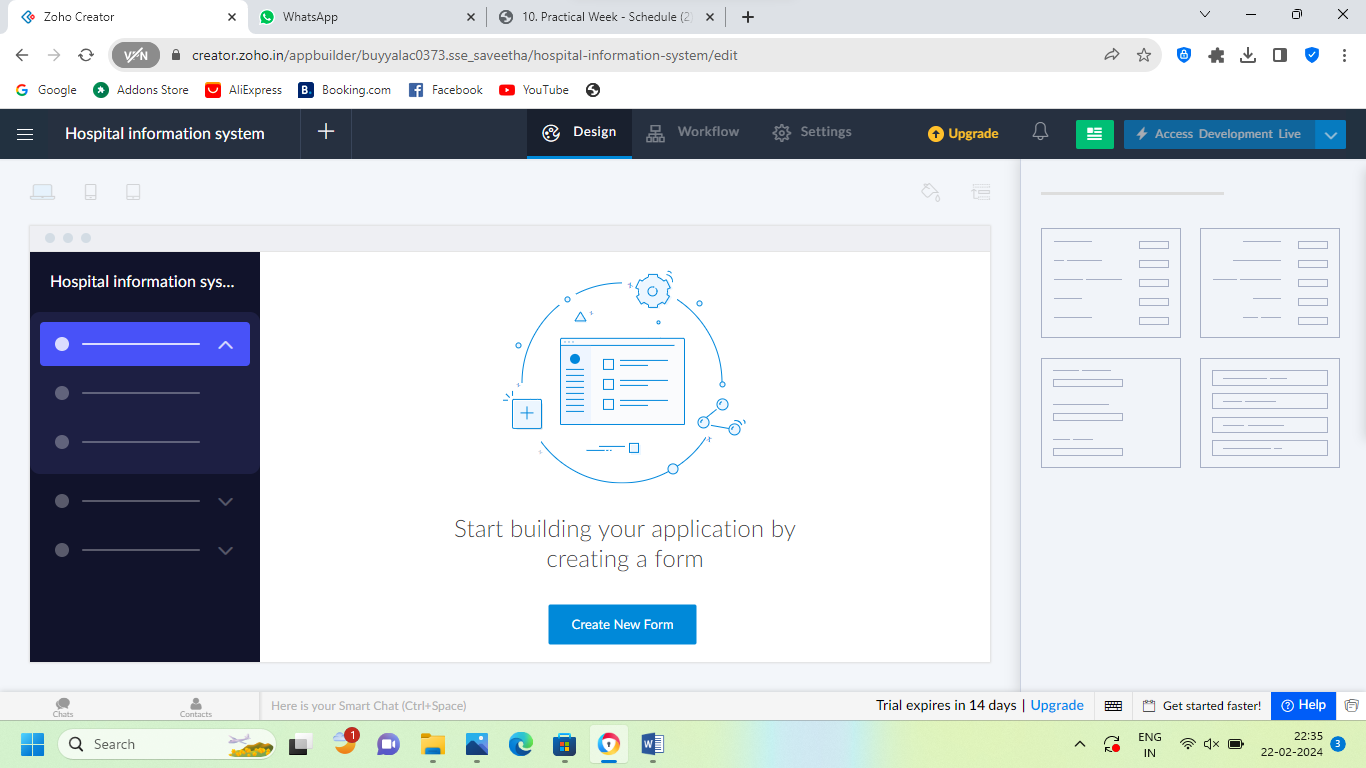 Zoho Creator
WhatsApp
10. Practical Week - Schedule (2)
VPN
creator.zoho.in/appbuilder/buyyalac0373.sse_saveetha/hospital-information-system/edit
Google
Addons Store
AliExpress
B.
Booking.com
Facebook
YouTube
Hospital information system
Design
Workflow
Settings
Upgrade
Access Development Live
Hospital information sys...
Start building your application by
creating a form
Create New Form
Chats
Contacts
Here is your Smart Chat (Ctrl+Space)
Trial expires in 14 days | Upgrade
Get started faster!
Help
Search
1
W
ENG
IN
22:35
22-02-2024
3